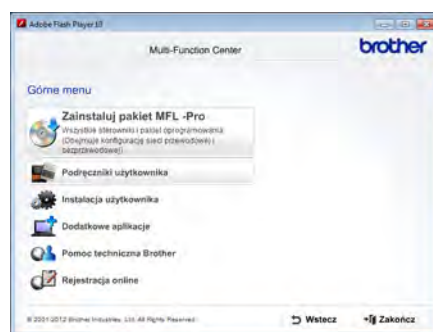 Adobe Flash Player 10
Multi-Function Center
brother
Górne menu
Zainstaluj pakiet MFL -Pro
Wszystkie sterowniki i pakiet oprogramowania
(Obejmuje konfigurację sieci przewodowej i
bezprzewodowej)
Podręczniki użytkownika
Instalacja użytkownika
Dodatkowe aplikacje
Pomoc techniczna Brother
Rejestracja online
© 2001-2012 Brother Industries, Ltd. All Rights Reserved.
Wstecz
Zakończ